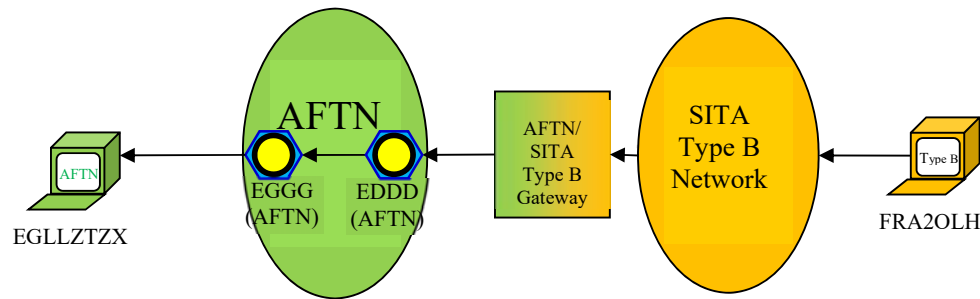 AFTN
EGLLZTZX
AFTN
EGGG
(AFTN)
EDDD
(AFTN)
AFTN/
SITA
Type B
Gateway
SITA
Type B
Network
Type B
FRA2OLH